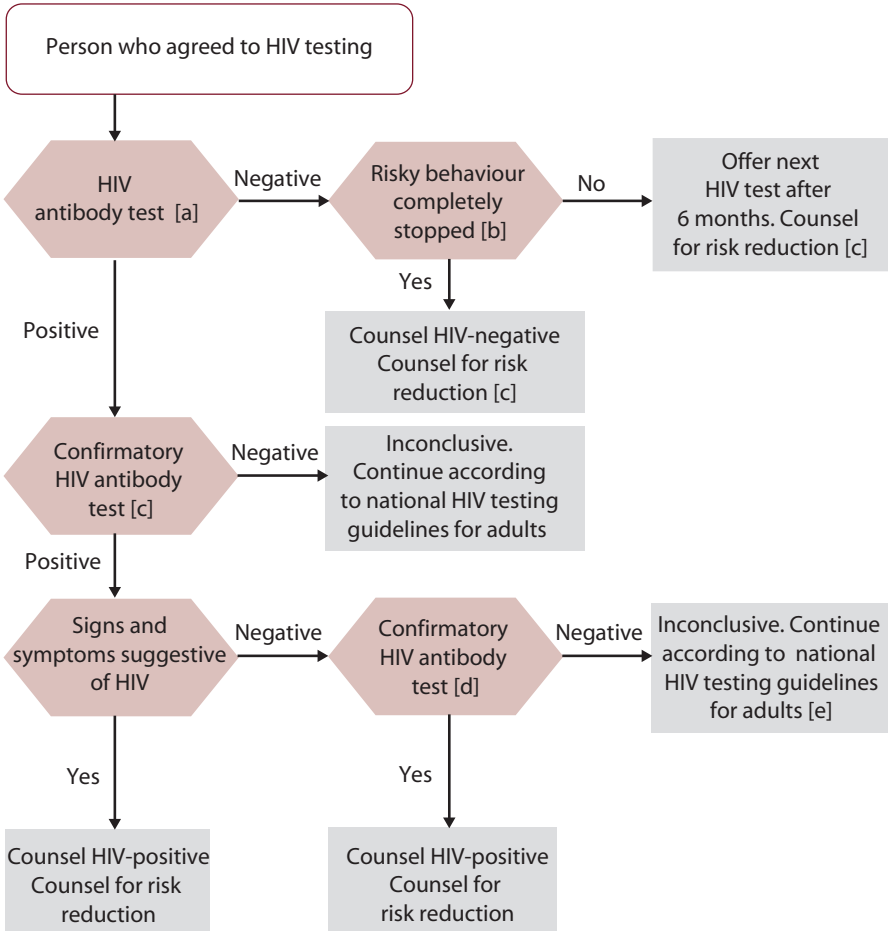 Person who agreed to HIV testing
HIV
antibody test [a]
Negative
Risky behaviour
completely
stopped [b]
No
Offer next
HIV test after
6 months. Counsel
for risk reduction [c]
Yes
Counsel HIV-negative
Counsel for risk
reduction [c]
Positive
Confirmatory
HIV antibody
test [c]
Negative
Inconclusive.
Continue according
to national HIV testing
guidelines for adults
Positive
Signs and
symptoms suggestive
of HIV
Negative
Confirmatory
HIV antibody
test [d]
Negative
Inconclusive. Continue
according to national
HIV testing guidelines
for adults [e]
Yes
Counsel HIV-positive
Counsel for risk
reduction
Yes
Counsel HIV-positive
Counsel for
risk reduction